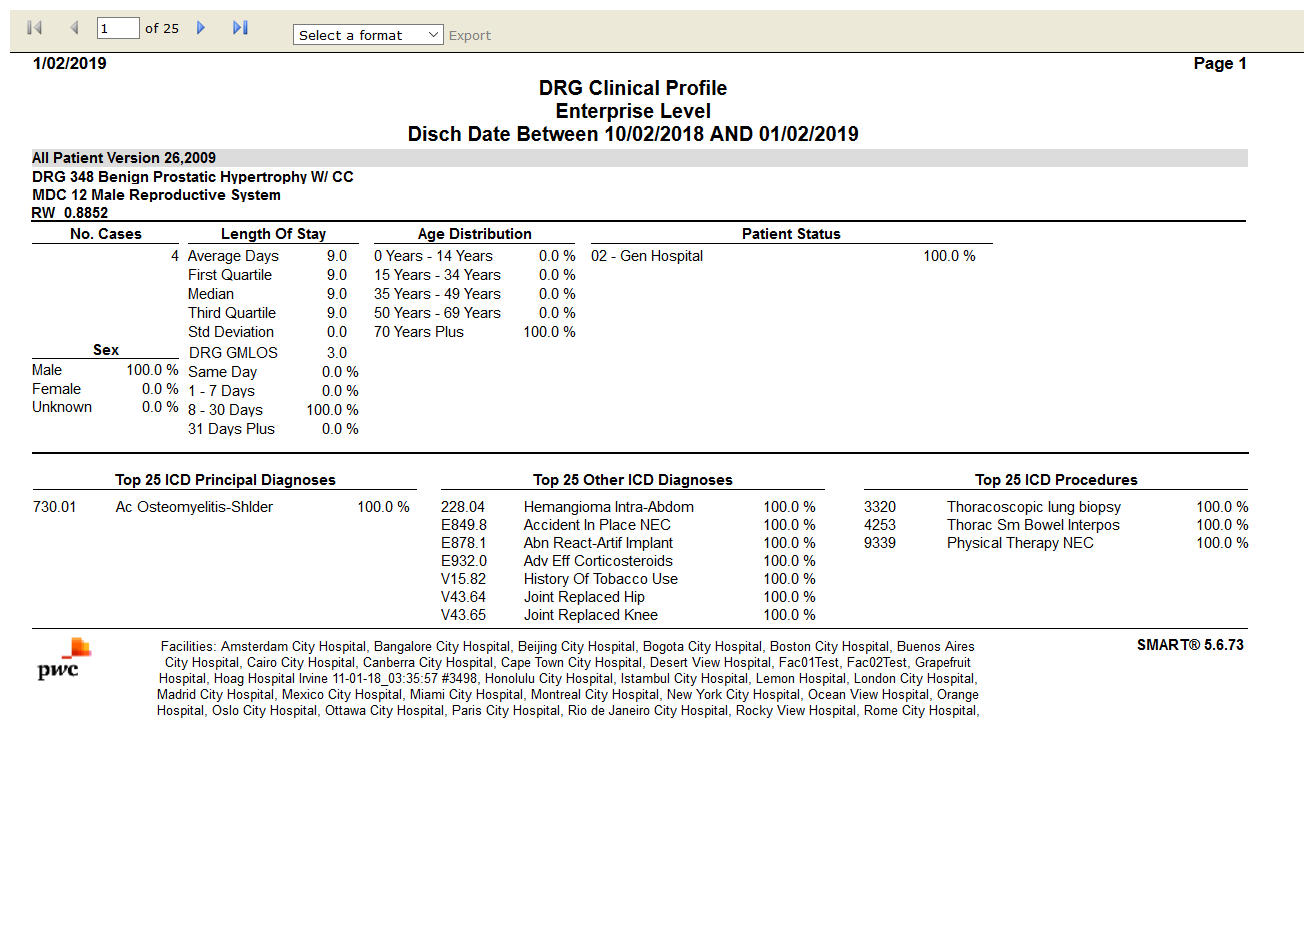 1 of 25 Select a format Export
1/02/2019 Page 1
DRG Clinical Profile
Enterprise Level
Disch Date Between 10/02/2018 AND 01/02/2019
All Patient Version 26,2009
DRG 348 Benign Prostatic Hypertrophy W/ CC
MDC 12 Male Reproductive System
RW 0.8852
No. Cases Length Of Stay Age Distribution Patient Status
4 Average Days 9.0 0 Years - 14 Years 0.0 % 02 - Gen Hospital 100.0 %
First Quartile 9.0 15 Years - 34 Years 0.0 %
Median 9.0 35 Years - 49 Years 0.0 %
Third Quartile 9.0 50 Years - 69 Years 0.0 %
Std Deviation 0.0 70 Years Plus 100.0 %
Sex DRG GMLOS 3.0
Male 100.0 % Same Day 0.0 %
Female 0.0 % 1 - 7 Days 0.0 %
Unknown 0.0 % 8 - 30 Days 100.0 %
31 Days Plus 0.0 %
Top 25 ICD Principal Diagnoses Top 25 Other ICD Diagnoses Top 25 ICD Procedures
730.01 Ac Osteomyelitis-Shlder 100.0 % 228.04 Hemangioma Intra-Abdom 100.0 % 3320 Thoracoscopic lung biopsy 100.0 %
E849.8 Accident In Place NEC 100.0 % 4253 Thorac Sm Bowel Interpos 100.0 %
E878.1 Abn React-Artif Implant 100.0 % 9339 Physical Therapy NEC 100.0 %
E932.0 Adv Eff Corticosteroids 100.0 %
V15.82 History Of Tobacco Use 100.0 %
V43.64 Joint Replaced Hip 100.0 %
V43.65 Joint Replaced Knee 100.0 %
pwc
Facilities: Amsterdam City Hospital, Bangalore City Hospital, Beijing City Hospital, Bogota City Hospital, Boston City Hospital, Buenos Aires
City Hospital, Cairo City Hospital, Canberra City Hospital, Cape Town City Hospital, Desert View Hospital, Fac01Test, Fac02Test, Grapefruit
Hospital, Hoag Hospital Irvine 11-01-18_03:35:57 #3498, Honolulu City Hospital, Istambul City Hospital, Lemon Hospital, London City Hospital,
Madrid City Hospital, Mexico City Hospital, Miami City Hospital, Montreal City Hospital, New York City Hospital, Ocean View Hospital, Orange
Hospital, Oslo City Hospital, Ottawa City Hospital, Paris City Hospital, Rio de Janeiro City Hospital, Rocky View Hospital, Rome City Hospital,
SMART® 5.6.73